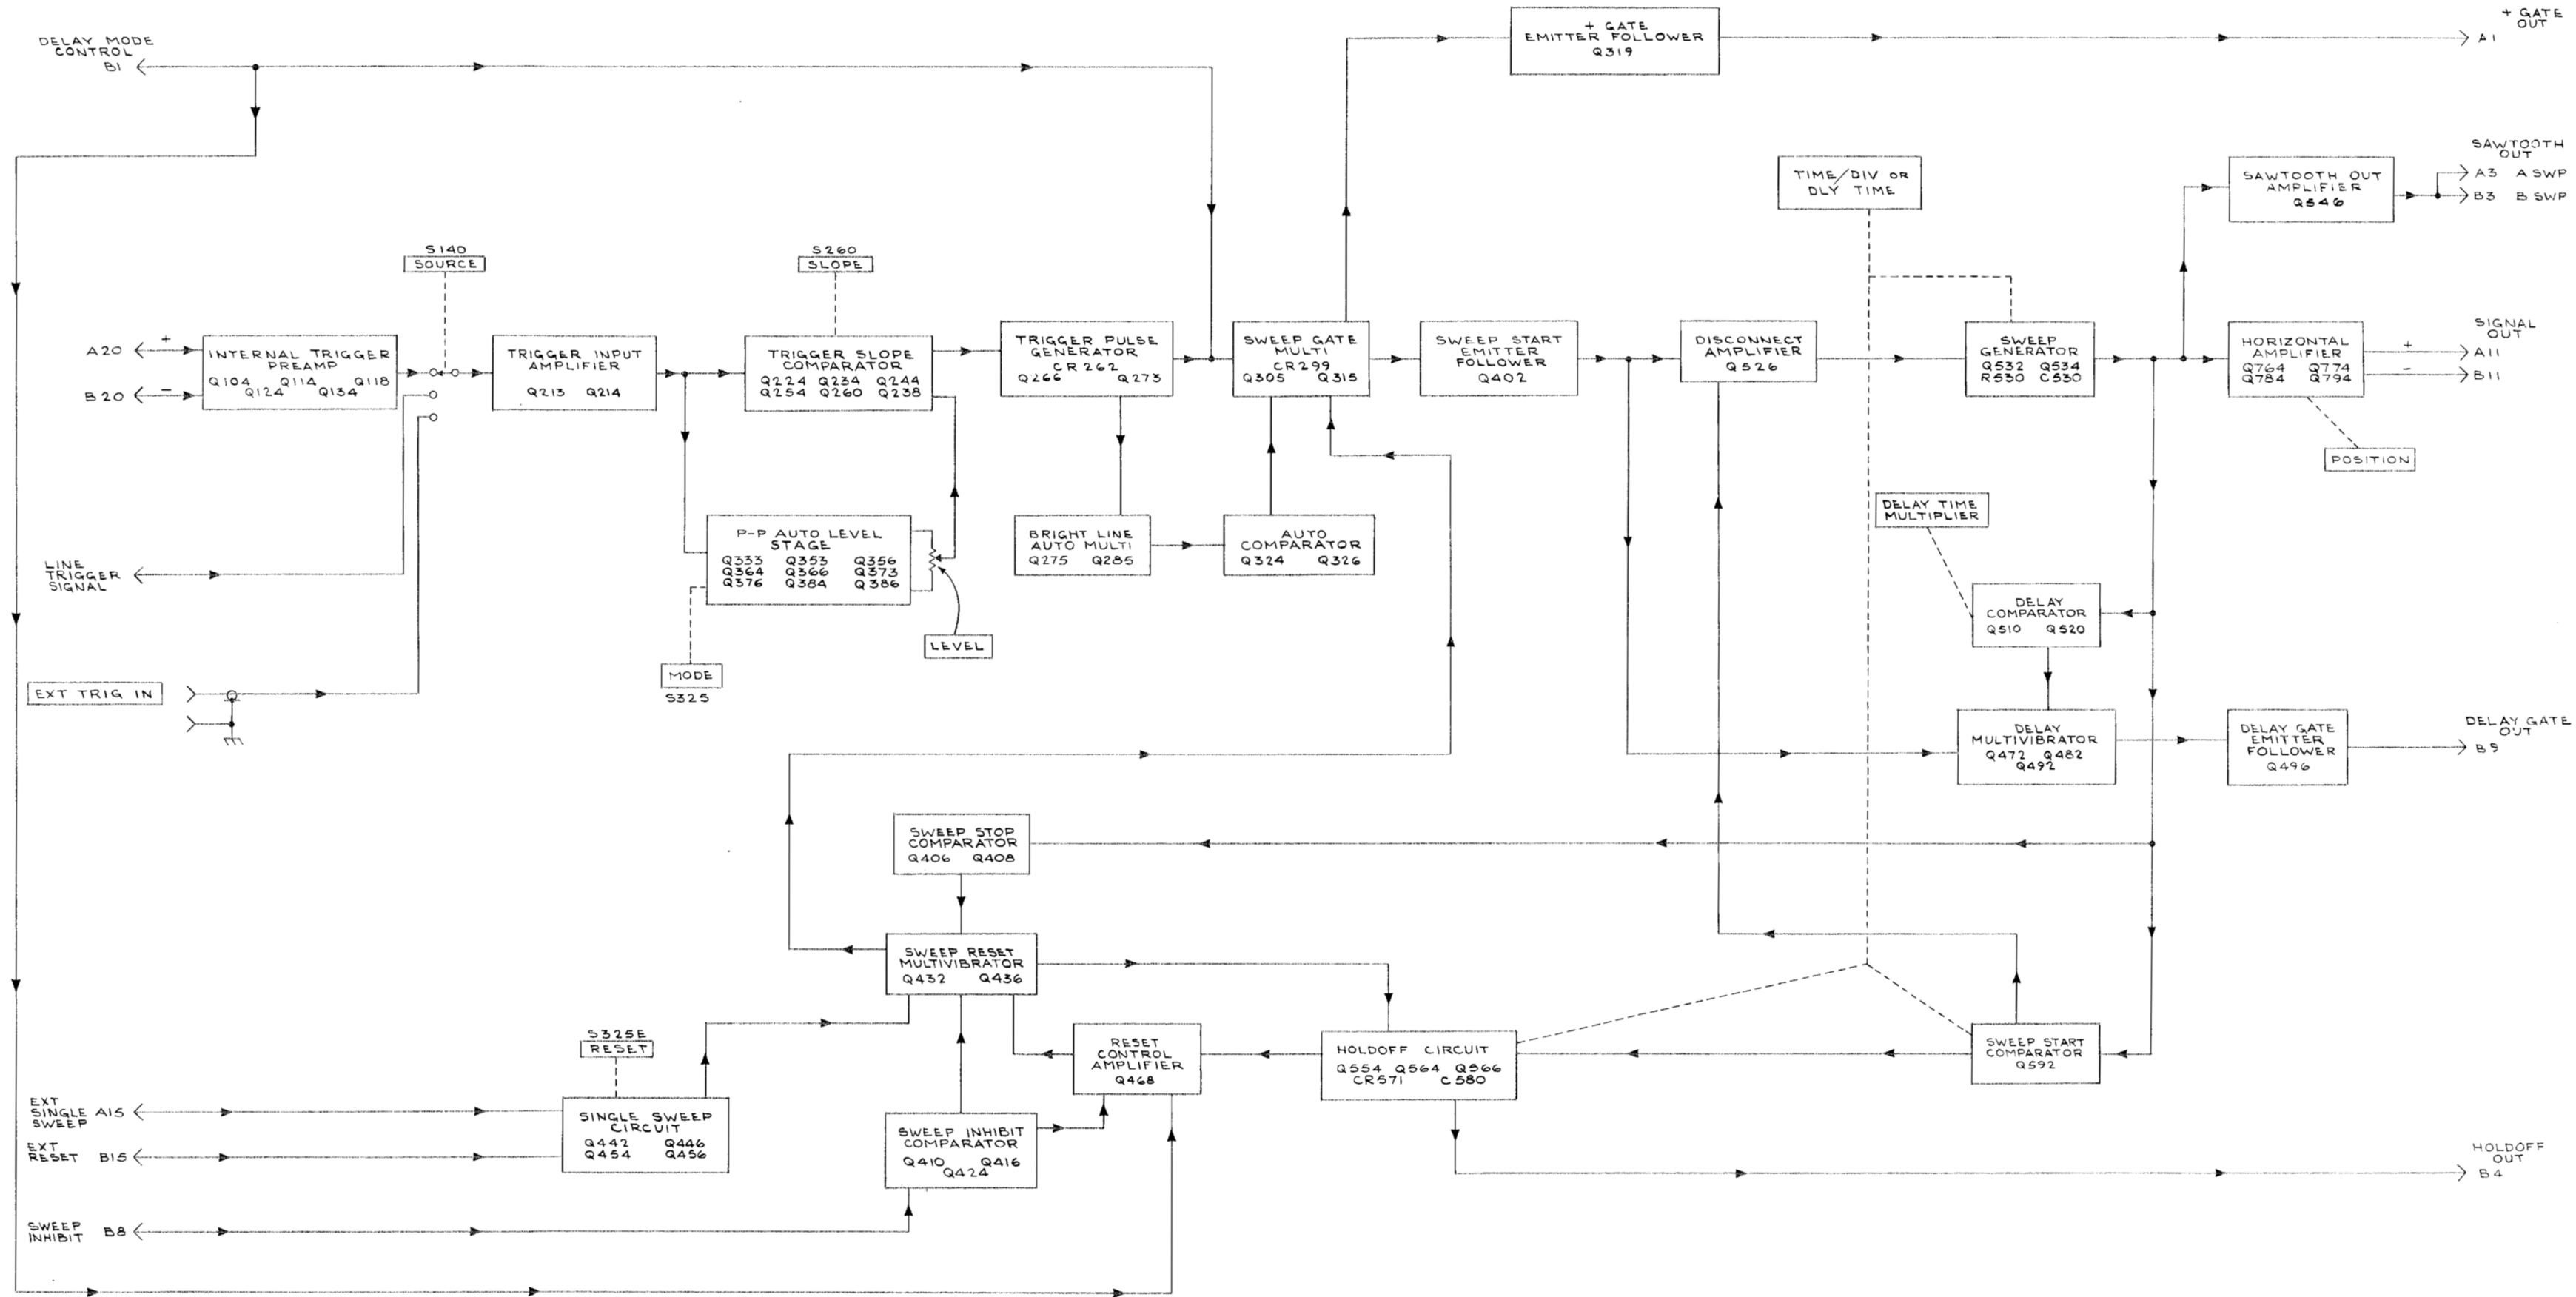 + GATE
EMITTER FOLLOWER
Q319
+ GATE
OUT
A1
DELAY MODE
CONTROL
B1
TIME/DIV OR
DLY TIME
SAWTOOTH OUT
AMPLIFIER
Q546
SAWTOOTH
OUT
A3 A SWP
B3 B SWP
S140
SOURCE
S260
SLOPE
A20
+
B20
−
INTERNAL TRIGGER
PREAMP
Q104 Q114 Q118
Q124 Q134
TRIGGER INPUT
AMPLIFIER
Q213 Q214
TRIGGER SLOPE
COMPARATOR
Q224 Q234 Q244
Q254 Q260 Q238
TRIGGER PULSE
GENERATOR
CR262
Q266 Q273
SWEEP GATE
MULTI
CR299
Q305 Q315
SWEEP START
EMITTER
FOLLOWER
Q402
DISCONNECT
AMPLIFIER
Q526
SWEEP
GENERATOR
Q532 Q534
R530 C530
HORIZONTAL
AMPLIFIER
Q764 Q774
Q784 Q794
SIGNAL
OUT
+
A11
−
B11
POSITION
P-P AUTO LEVEL
STAGE
Q333 Q353 Q356
Q364 Q366 Q373
Q376 Q384 Q386
BRIGHT LINE
AUTO MULTI
Q275 Q285
AUTO
COMPARATOR
Q324 Q326
DELAY TIME
MULTIPLIER
LINE
TRIGGER
SIGNAL
LEVEL
MODE
S325
DELAY
COMPARATOR
Q510 Q520
EXT TRIG IN
DELAY
MULTIVIBRATOR
Q472 Q482
Q492
DELAY GATE
EMITTER
FOLLOWER
Q496
DELAY GATE
OUT
B9
SWEEP STOP
COMPARATOR
Q406 Q408
SWEEP RESET
MULTIVIBRATOR
Q432 Q436
S325E
RESET
RESET
CONTROL
AMPLIFIER
Q468
HOLDOFF CIRCUIT
Q554 Q564 Q566
CR571 C580
SWEEP START
COMPARATOR
Q592
EXT
SINGLE A15
SWEEP
EXT
RESET B15
SINGLE SWEEP
CIRCUIT
Q442 Q446
Q454 Q456
SWEEP INHIBIT
COMPARATOR
Q410 Q416
Q424
HOLDOFF
OUT
B4
SWEEP
INHIBIT B8